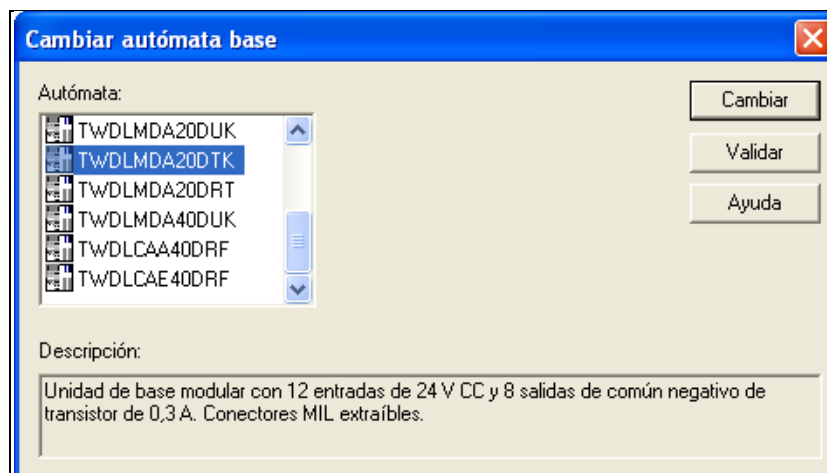 Cambiar autómata base
Autómata:
TWDLMDA20DUK
TWDLMDA20DTK
TWDLMDA20DRT
TWDLMDA40DUK
TWDLCAA40DRF
TWDLCAE40DRF
Cambiar
Validar
Ayuda
Descripción:
Unidad de base modular con 12 entradas de 24 V CC y 8 salidas de común negativo de
transistor de 0,3 A. Conectores MIL extraíbles.